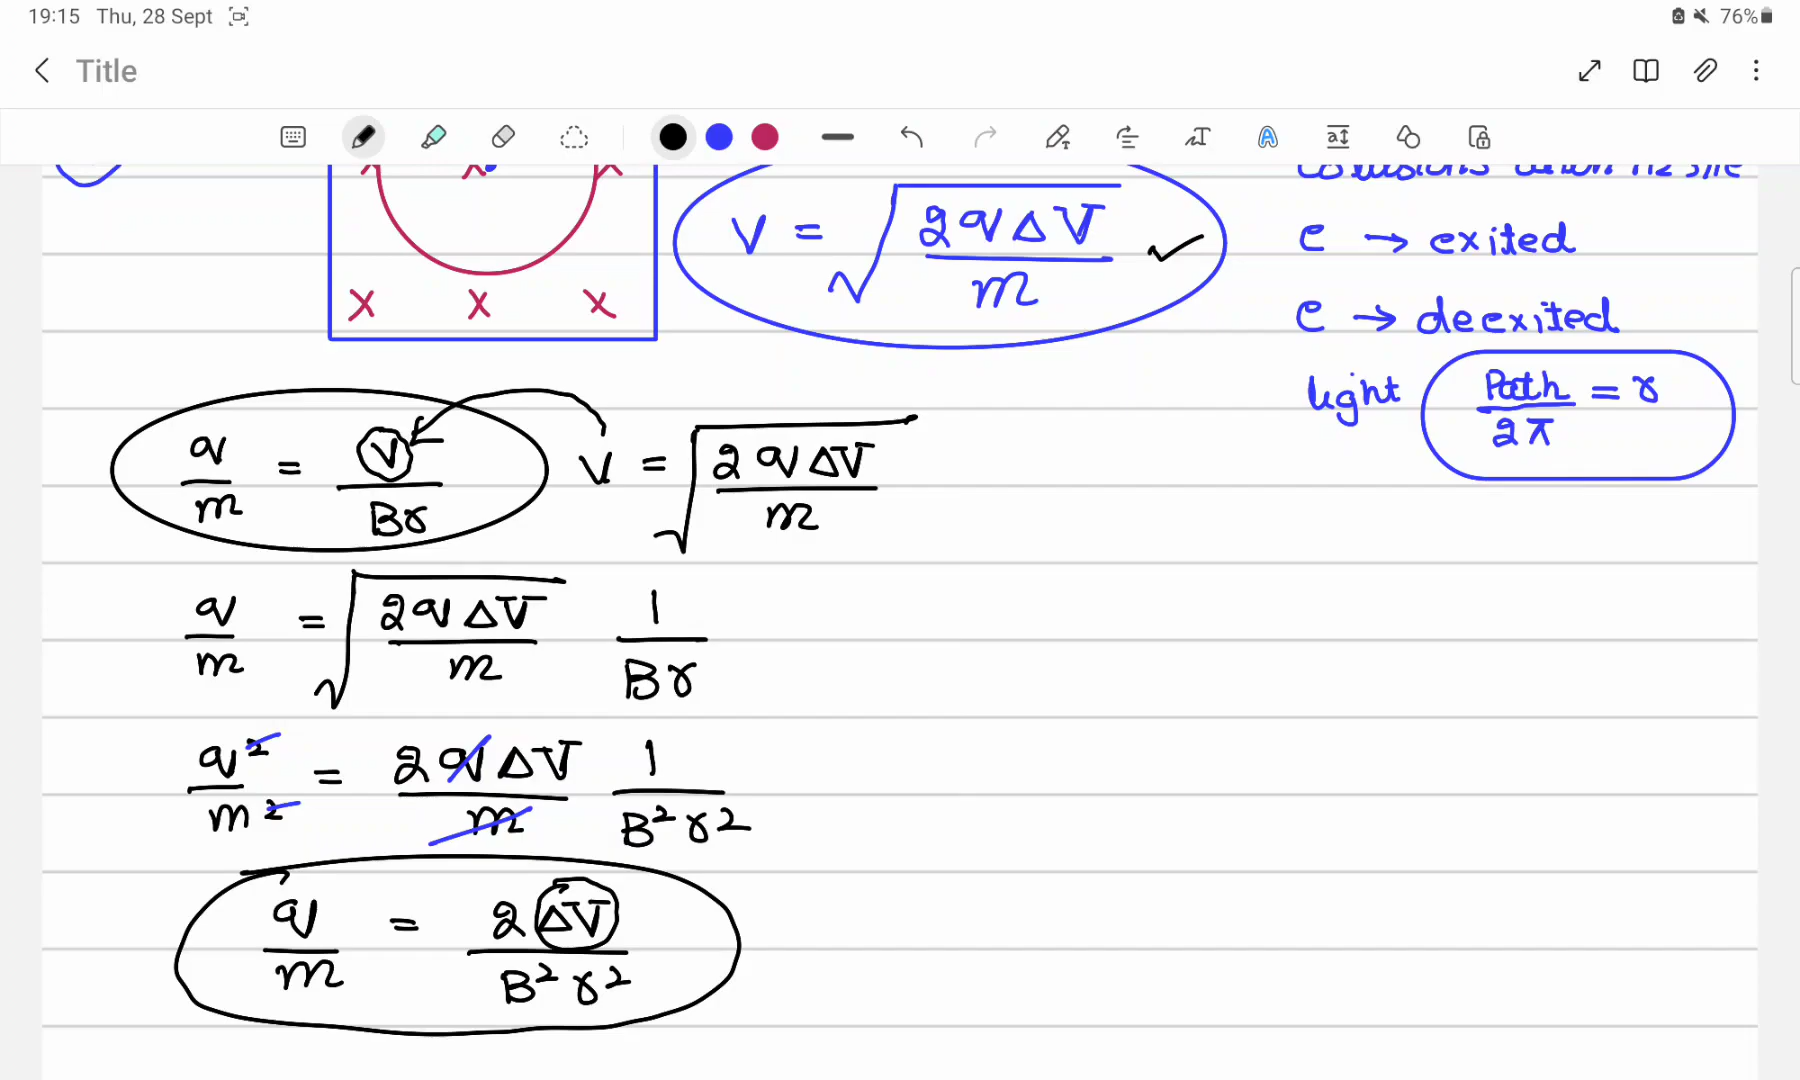 19:15 Thu, 28 Sept 76%
Title
X X X
X X X
v = √(2qΔV/m) ✓
e → exited
e → deexited
light Path/2π = r
q/m = v/Br v = √(2qΔV/m)
q/m = √(2qΔV/m) 1/Br
q²/m² = 2qΔV/m 1/B²r²
q/m = 2ΔV/B²r²